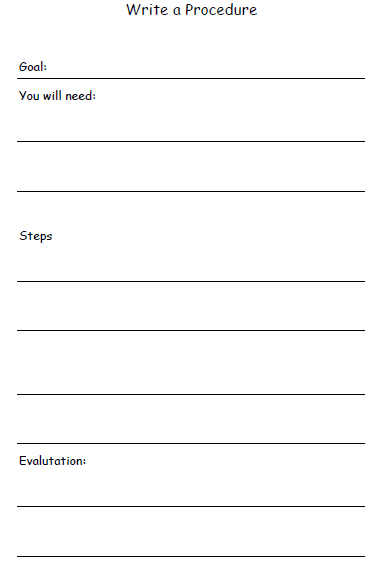 Write a Procedure
Goal:
You will need:
Steps
Evalutation: